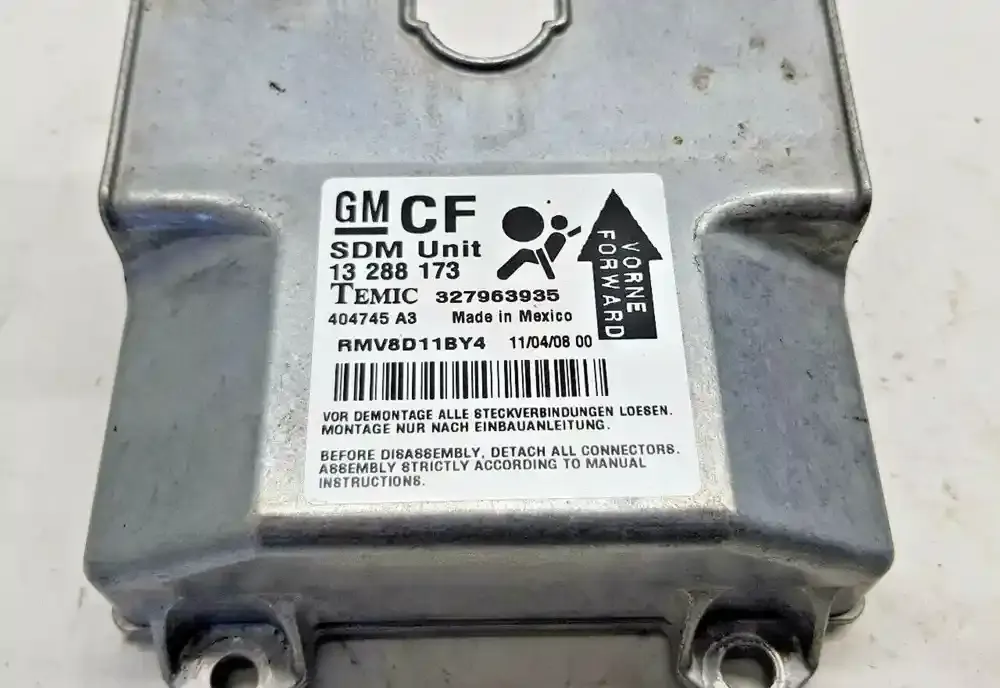 GM CF
SDM Unit
13 288 173
TEMIC 327963935
404745 A3 Made in Mexico
RMV8D11BY4 11/04/08 00
VORNE
FORWARD
VOR DEMONTAGE ALLE STECKVERBINDUNGEN LOESEN.
MONTAGE NUR NACH EINBAUANLEITUNG.
BEFORE DISASSEMBLY, DETACH ALL CONNECTORS.
ASSEMBLY STRICTLY ACCORDING TO MANUAL
INSTRUCTIONS.